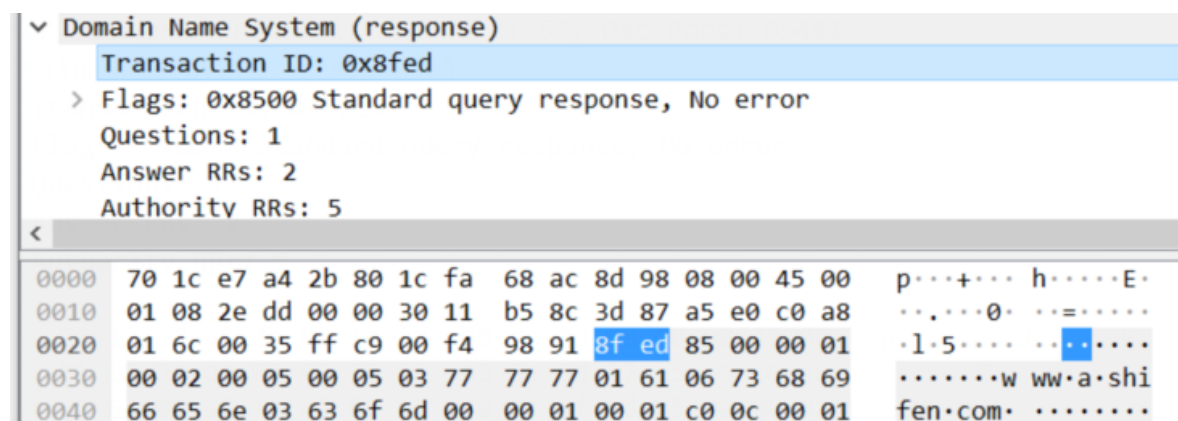 Domain Name System (response)
Transaction ID: 0x8fed
Flags: 0x8500 Standard query response, No error
Questions: 1
Answer RRs: 2
Authority RRs: 5
0000 70 1c e7 a4 2b 80 1c fa 68 ac 8d 98 08 00 45 00 p···+··· h·····E·
0010 01 08 2e dd 00 00 30 11 b5 8c 3d 87 a5 e0 c0 a8 ··.···0· ··=·····
0020 01 6c 00 35 ff c9 00 f4 98 91 8f ed 85 00 00 01 ·l·5···· ········
0030 00 02 00 05 00 05 03 77 77 77 01 61 06 73 68 69 ·······w ww·a·shi
0040 66 65 6e 03 63 6f 6d 00 00 01 00 01 c0 0c 00 01 fen·com· ········